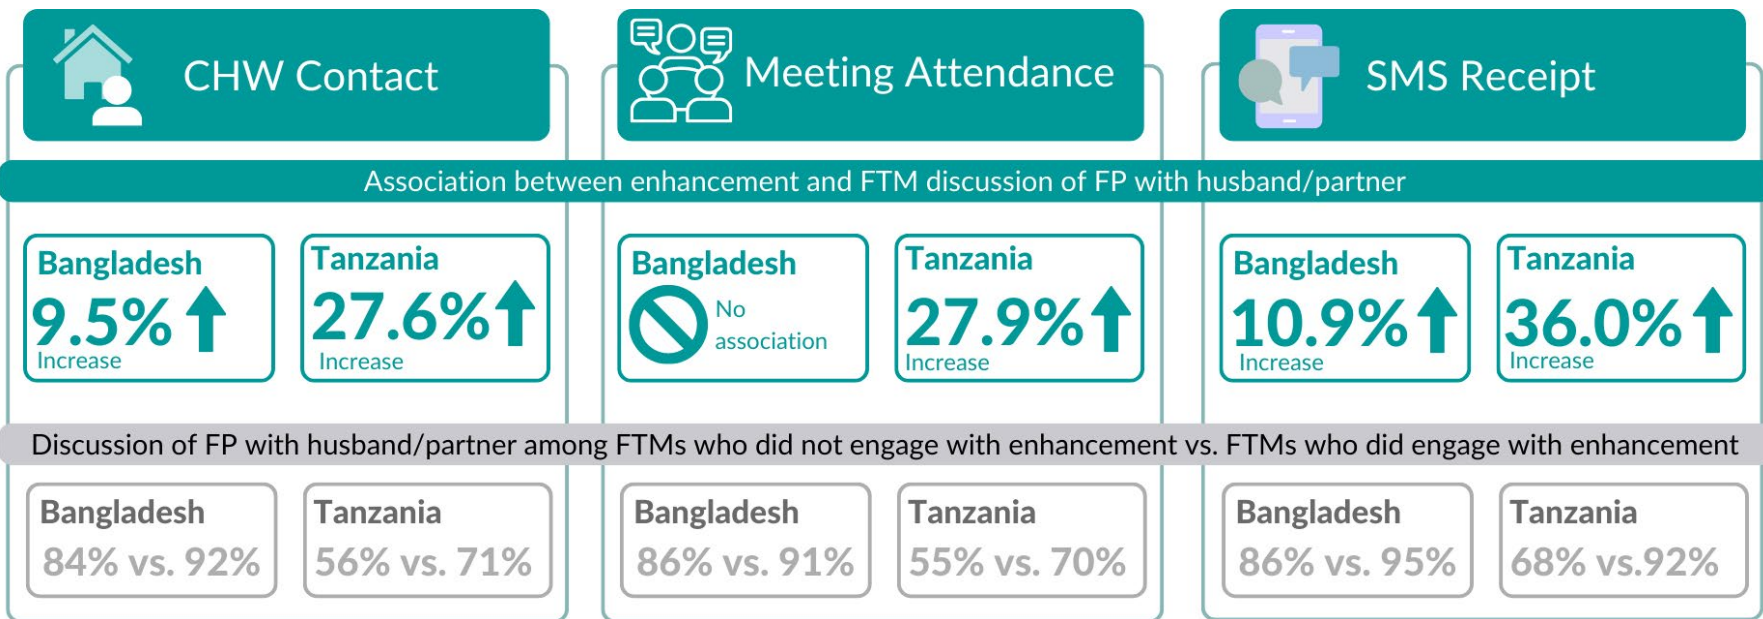 CHW Contact
Meeting Attendance
SMS Receipt
Association between enhancement and FTM discussion of FP with husband/partner
Bangladesh
9.5%
Increase
Tanzania
27.6%
Increase
Bangladesh
No
association
Tanzania
27.9%
Increase
Bangladesh
10.9%
Increase
Tanzania
36.0%
Increase
Discussion of FP with husband/partner among FTMs who did not engage with enhancement vs. FTMs who did engage with enhancement
Bangladesh
84% vs. 92%
Tanzania
56% vs. 71%
Bangladesh
86% vs. 91%
Tanzania
55% vs. 70%
Bangladesh
86% vs. 95%
Tanzania
68% vs.92%